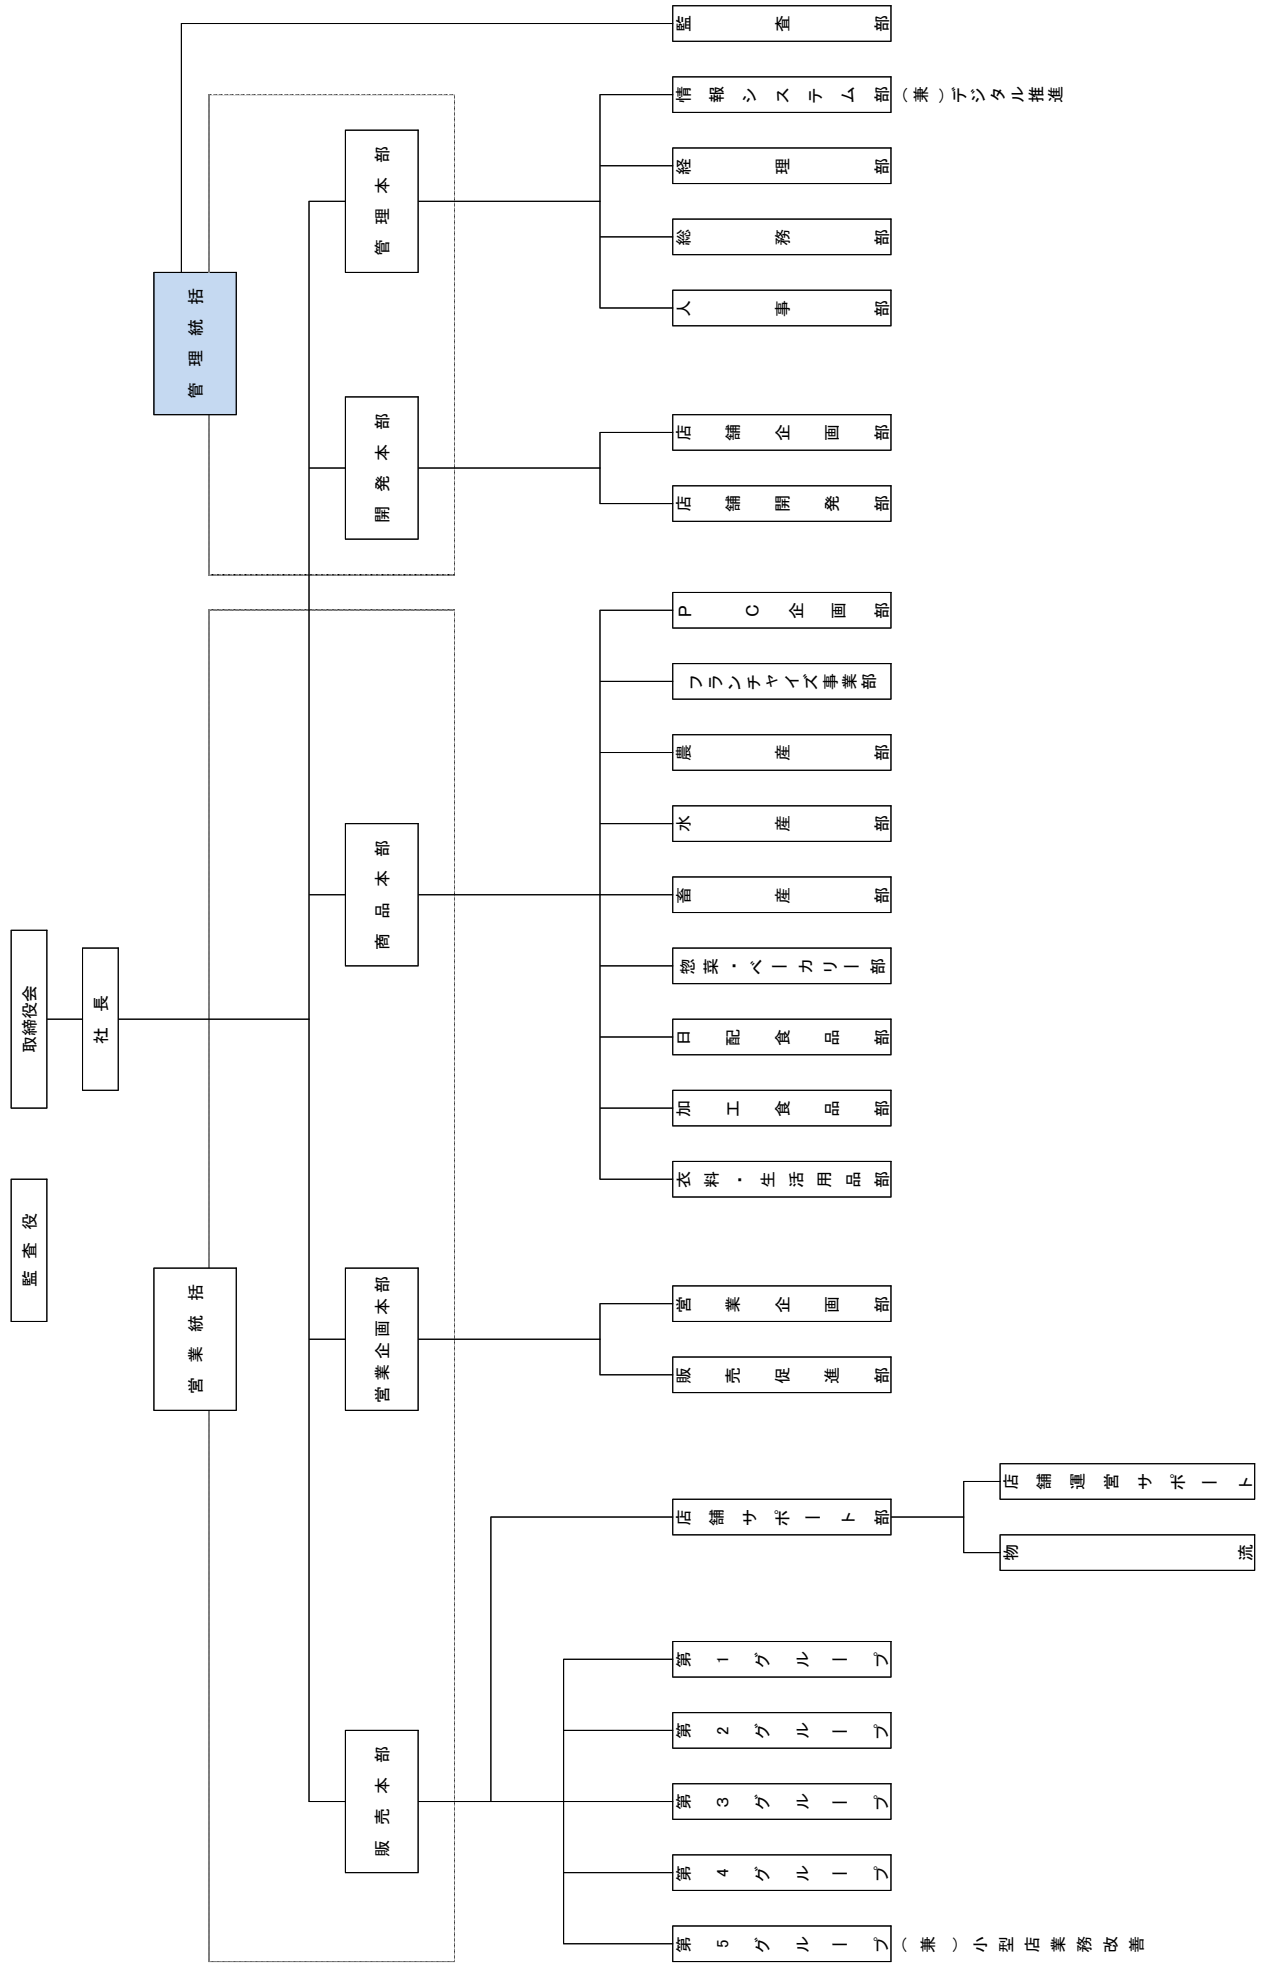 取締役会
監査役
社長
営業統括
管理統括
販売本部
営業企画本部
商品本部
開発本部
管理本部
第5グループ(兼)小型店業務改善
第4グループ
第3グループ
第2グループ
第1グループ
店舗サポート部
物流
店舗運営サポート
販売促進部
営業企画部
衣料・生活用品部
加工食品部
日配食品部
惣菜・ベーカリー部
畜産部
水産部
農産部
フランチャイズ事業部
PC企画部
店舗開発部
店舗企画部
人事部
総務部
経理部
情報システム部(兼)デジタル推進
監査部